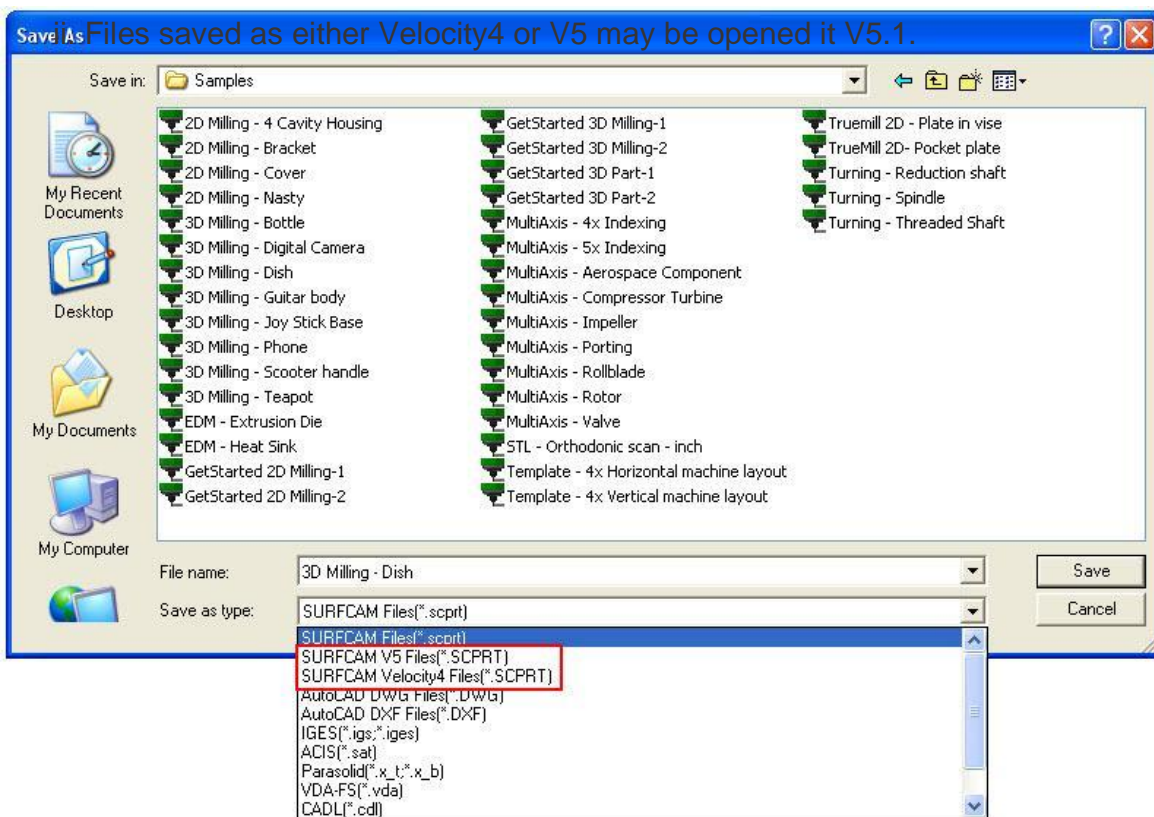 Save As
ii. Files saved as either Velocity4 or V5 may be opened it V5.1.
Save in:
Samples
My Recent
Documents
Desktop
My Documents
My Computer
2D Milling - 4 Cavity Housing
2D Milling - Bracket
2D Milling - Cover
2D Milling - Nasty
3D Milling - Bottle
3D Milling - Digital Camera
3D Milling - Dish
3D Milling - Guitar body
3D Milling - Joy Stick Base
3D Milling - Phone
3D Milling - Scooter handle
3D Milling - Teapot
EDM - Extrusion Die
EDM - Heat Sink
GetStarted 2D Milling-1
GetStarted 2D Milling-2
GetStarted 3D Milling-1
GetStarted 3D Milling-2
GetStarted 3D Part-1
GetStarted 3D Part-2
MultiAxis - 4x Indexing
MultiAxis - 5x Indexing
MultiAxis - Aerospace Component
MultiAxis - Compressor Turbine
MultiAxis - Impeller
MultiAxis - Porting
MultiAxis - Rollblade
MultiAxis - Rotor
MultiAxis - Valve
STL - Orthodonic scan - inch
Template - 4x Horizontal machine layout
Template - 4x Vertical machine layout
Truemill 2D - Plate in vise
TrueMill 2D- Pocket plate
Turning - Reduction shaft
Turning - Spindle
Turning - Threaded Shaft
File name:
3D Milling - Dish
Save
Save as type:
SURFCAM Files(*.scprt)
Cancel
SURFCAM Files(*.scprt)
SURFCAM V5 Files(*.SCPRT)
SURFCAM Velocity4 Files(*.SCPRT)
AutoCAD DWG Files(*.DWG)
AutoCAD DXF Files(*.DXF)
IGES(*.igs;*.iges)
ACIS(*.sat)
Parasolid(*.x_t;*.x_b)
VDA-FS(*.vda)
CADL(*.cdl)